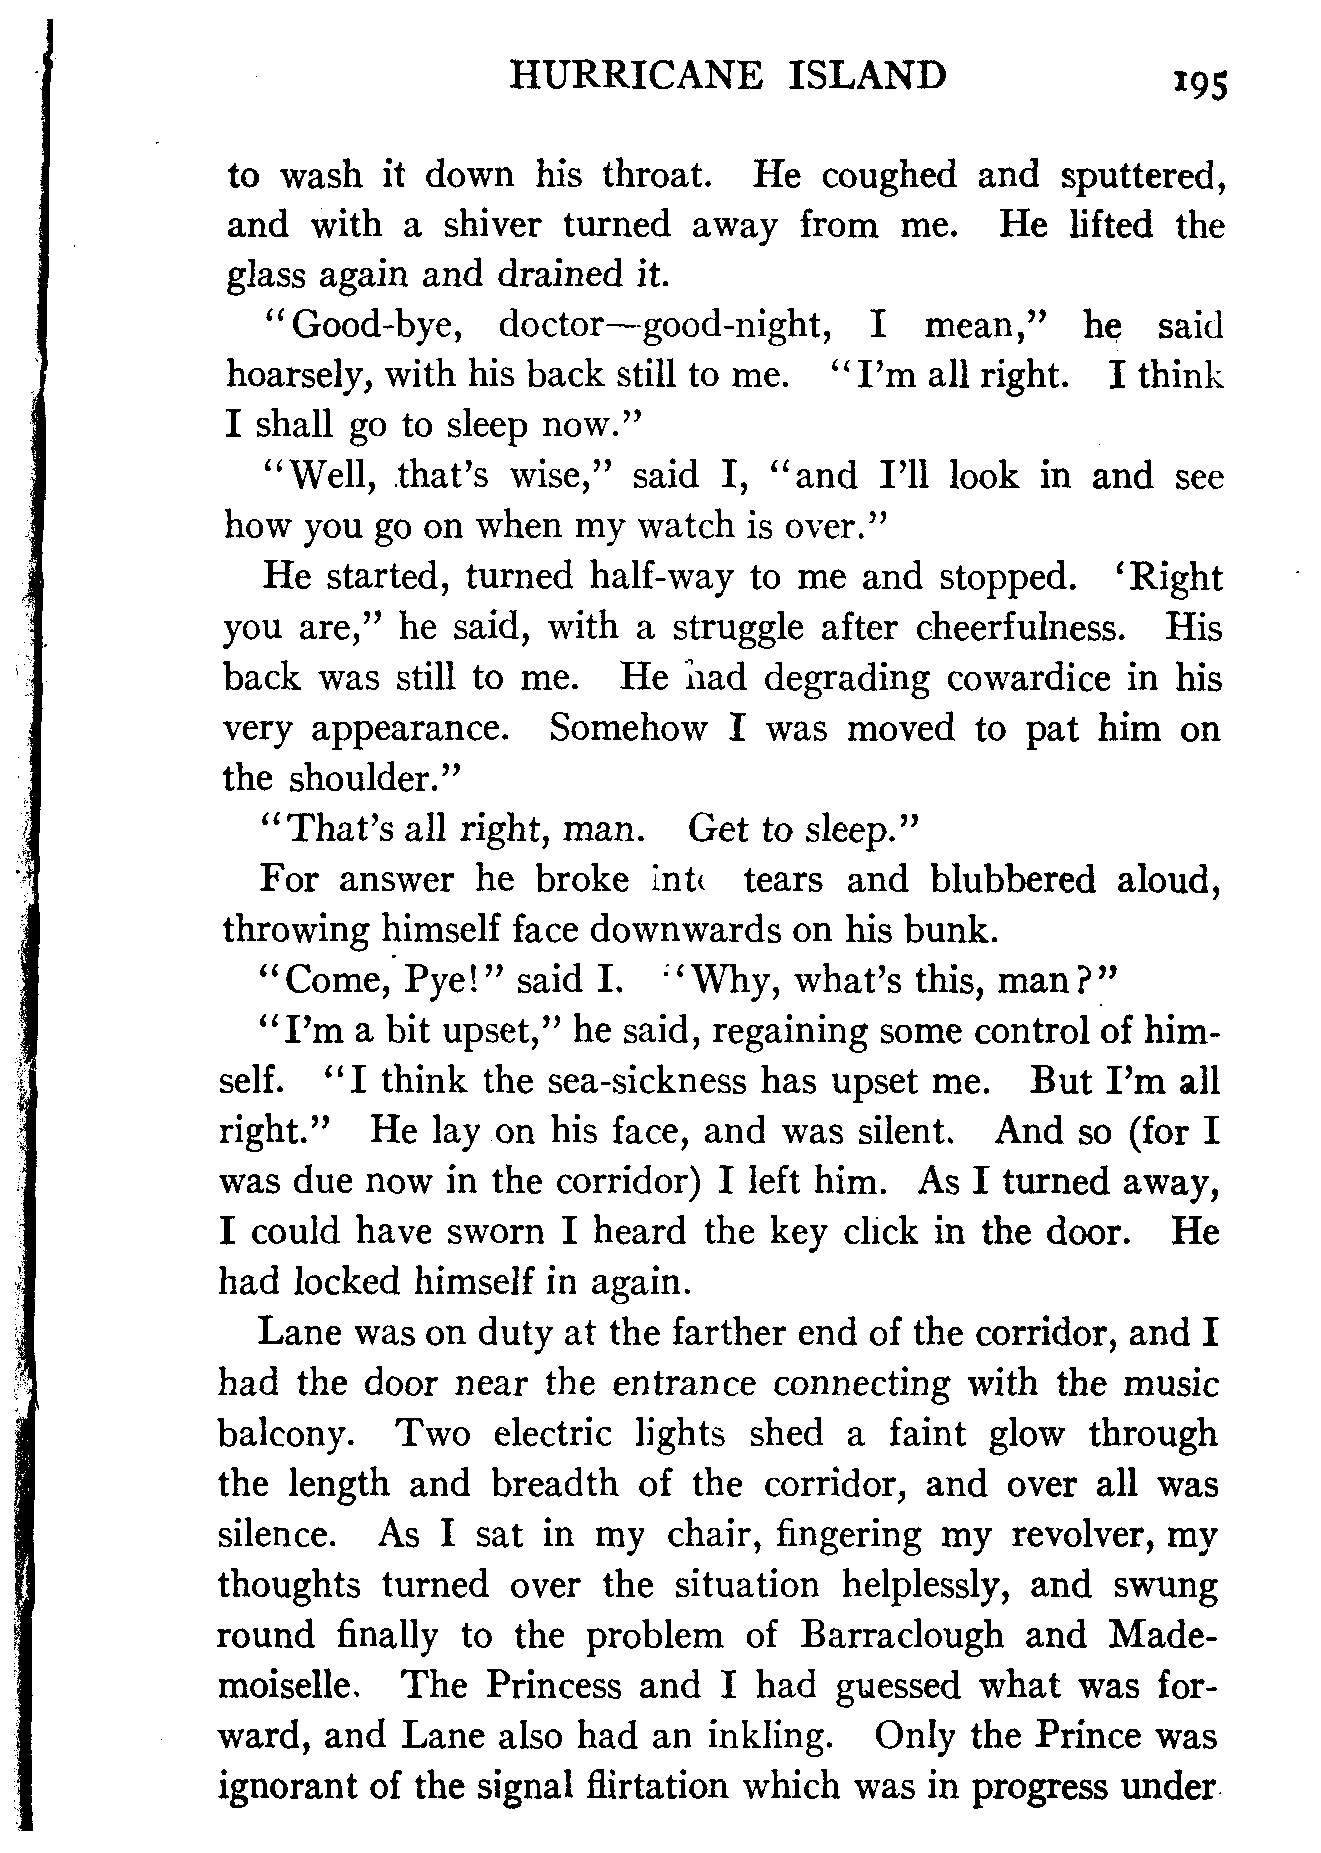 HURRICANE ISLAND 195
to wash it down his throat. He coughed and sputtered,
and with a shiver turned away from me. He lifted the
glass again and drained it.
"Good-bye, doctor—good-night, I mean," he said
hoarsely, with his back still to me. "I'm all right. I think
I shall go to sleep now."
"Well, that's wise," said I, "and I'll look in and see
how you go on when my watch is over."
He started, turned half-way to me and stopped. 'Right
you are," he said, with a struggle after cheerfulness. His
back was still to me. He had degrading cowardice in his
very appearance. Somehow I was moved to pat him on
the shoulder."
"That's all right, man. Get to sleep."
For answer he broke into tears and blubbered aloud,
throwing himself face downwards on his bunk.
"Come, Pye!" said I. "Why, what's this, man?"
"I'm a bit upset," he said, regaining some control of him-
self. "I think the sea-sickness has upset me. But I'm all
right." He lay on his face, and was silent. And so (for I
was due now in the corridor) I left him. As I turned away,
I could have sworn I heard the key click in the door. He
had locked himself in again.
Lane was on duty at the farther end of the corridor, and I
had the door near the entrance connecting with the music
balcony. Two electric lights shed a faint glow through
the length and breadth of the corridor, and over all was
silence. As I sat in my chair, fingering my revolver, my
thoughts turned over the situation helplessly, and swung
round finally to the problem of Barraclough and Made-
moiselle. The Princess and I had guessed what was for-
ward, and Lane also had an inkling. Only the Prince was
ignorant of the signal flirtation which was in progress under